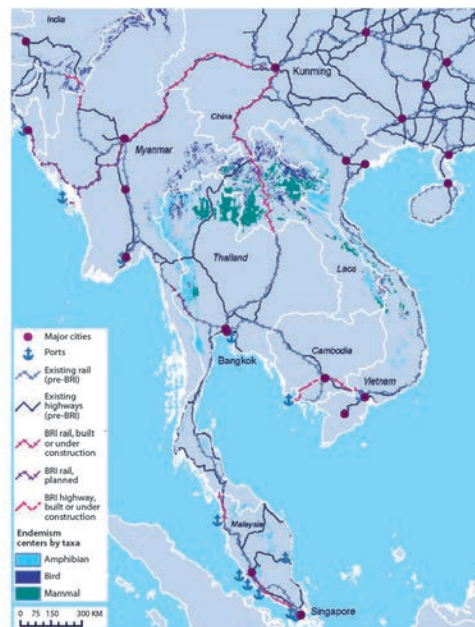 India
Kunming
China
Myanmar
Thailand
Laos
Bangkok
Cambodia
Vietnam
Malaysia
Singapore
Major cities
Ports
Existing rail
(pre-BRI)
Existing
highways
(pre-BRI)
BRI rail, built
or under
construction
BRI rail,
planned
BRI highway,
built or under
construction
Endemism
centers by taxa
Amphibian
Bird
Mammal
0 75 150 300 KM